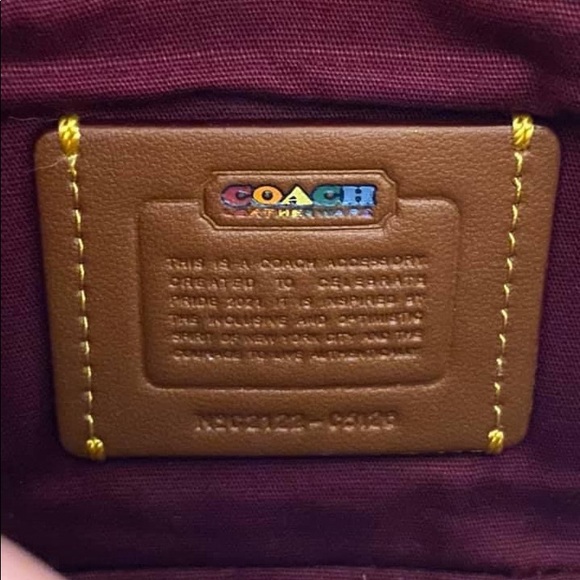 COACH
LEATHERWARE
THIS IS A COACH ACCESSORY
CREATED TO CELEBRATE
PRIDE 2021. IT IS INSPIRED BY
THE INCLUSIVE AND OPTIMISTIC
SPIRIT OF NEW YORK CITY AND THE
COURAGE TO LIVE AUTHENTICALLY.